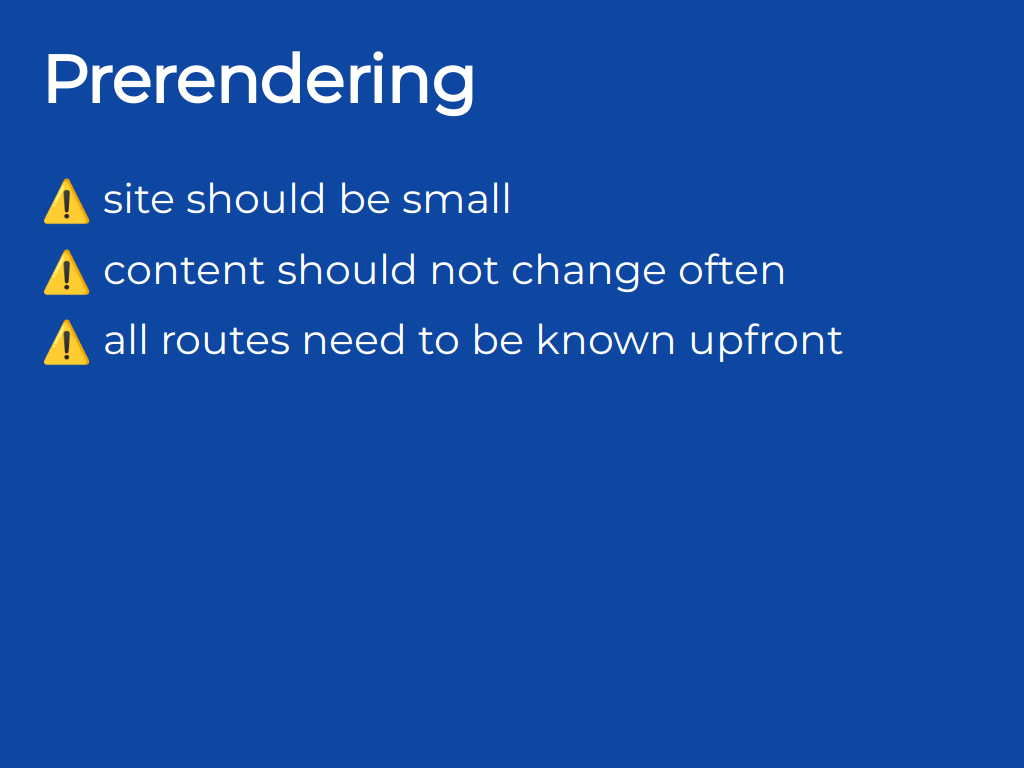 Prerendering
⚠️ site should be small
⚠️ content should not change often
⚠️ all routes need to be known upfront